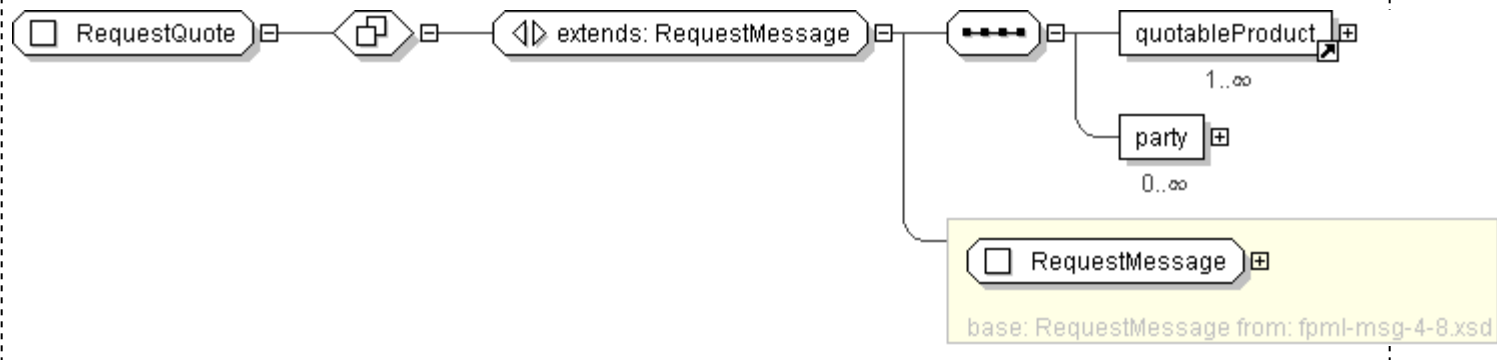 RequestQuote
extends: RequestMessage
quotableProduct
1..∞
party
0..∞
RequestMessage
base: RequestMessage from: fpml-msg-4-8.xsd